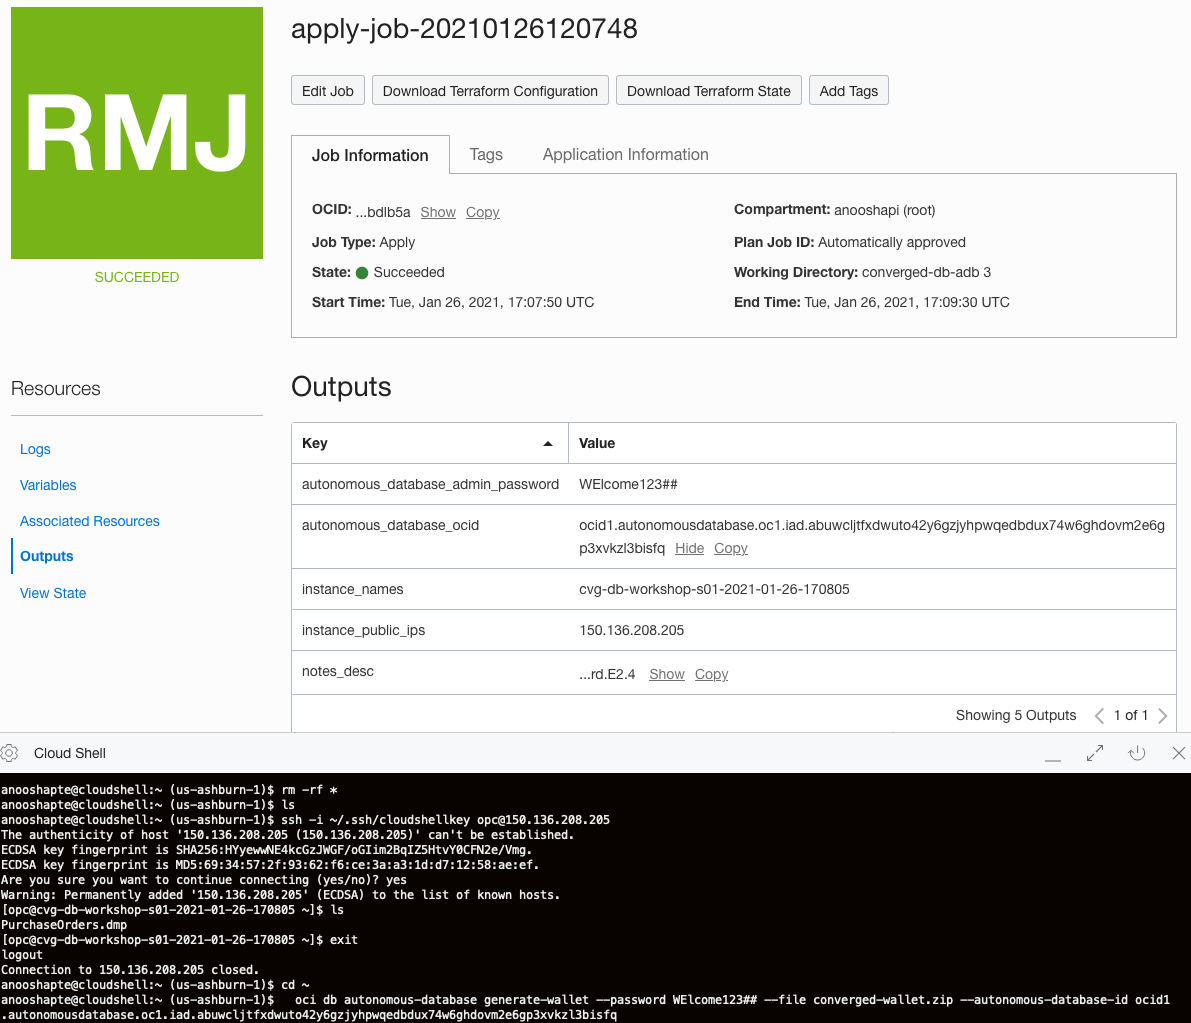 RMJ
SUCCEEDED
apply-job-20210126120748
Edit Job
Download Terraform Configuration
Download Terraform State
Add Tags
Job Information
Tags
Application Information
OCID: ...bdlb5a Show Copy
Compartment: anooshapi (root)
Job Type: Apply
Plan Job ID: Automatically approved
State: Succeeded
Working Directory: converged-db-adb 3
Start Time: Tue, Jan 26, 2021, 17:07:50 UTC
End Time: Tue, Jan 26, 2021, 17:09:30 UTC
Resources
Logs
Variables
Associated Resources
Outputs
View State
Outputs
Key Value
autonomous_database_admin_password WElcome123##
autonomous_database_ocid ocid1.autonomousdatabase.oc1.iad.abuwcljtfxdwuto42y6gzjyhpwqedbdux74w6ghdovm2e6g
p3xvkzl3bisfq Hide Copy
instance_names cvg-db-workshop-s01-2021-01-26-170805
instance_public_ips 150.136.208.205
notes_desc ...rd.E2.4 Show Copy
Showing 5 Outputs 1 of 1
Cloud Shell
anooshapte@cloudshell:~ (us-ashburn-1)$ rm -rf *
anooshapte@cloudshell:~ (us-ashburn-1)$ ls
anooshapte@cloudshell:~ (us-ashburn-1)$ ssh -i ~/.ssh/cloudshellkey opc@150.136.208.205
The authenticity of host '150.136.208.205 (150.136.208.205)' can't be established.
ECDSA key fingerprint is SHA256:HYyewwNE4kcGzJWGF/oGIim2BqIZ5HtvY0CFN2e/Vmg.
ECDSA key fingerprint is MD5:69:34:57:2f:93:62:f6:ce:3a:a3:1d:d7:12:58:ae:ef.
Are you sure you want to continue connecting (yes/no)? yes
Warning: Permanently added '150.136.208.205' (ECDSA) to the list of known hosts.
[opc@cvg-db-workshop-s01-2021-01-26-170805 ~]$ ls
PurchaseOrders.dmp
[opc@cvg-db-workshop-s01-2021-01-26-170805 ~]$ exit
logout
Connection to 150.136.208.205 closed.
anooshapte@cloudshell:~ (us-ashburn-1)$ cd ~
anooshapte@cloudshell:~ (us-ashburn-1)$ oci db autonomous-database generate-wallet --password WElcome123## --file converged-wallet.zip --autonomous-database-id ocid1
.autonomousdatabase.oc1.iad.abuwcljtfxdwuto42y6gzjyhpwqedbdux74w6ghdovm2e6gp3xvkzl3bisfq